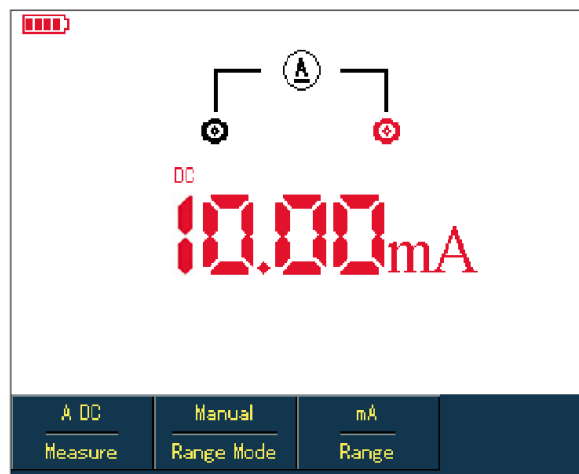 A
DC
10.00mA
A DC Manual mA
Measure Range Mode Range